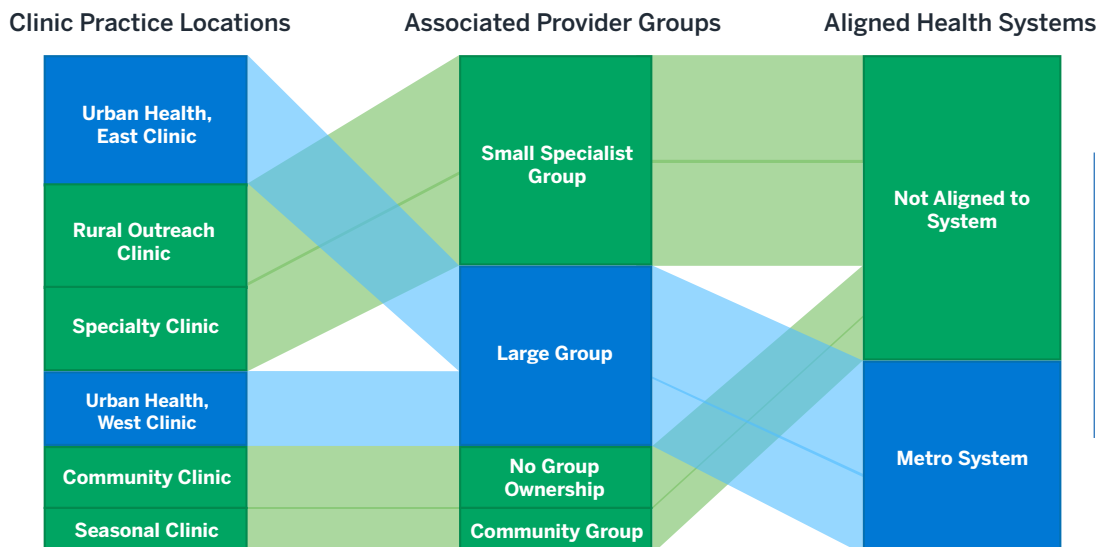 Clinic Practice Locations
Associated Provider Groups
Aligned Health Systems
Urban Health,
East Clinic
Rural Outreach
Clinic
Specialty Clinic
Urban Health,
West Clinic
Community Clinic
Seasonal Clinic
Small Specialist
Group
Large Group
No Group
Ownership
Community Group
Not Aligned to
System
Metro System